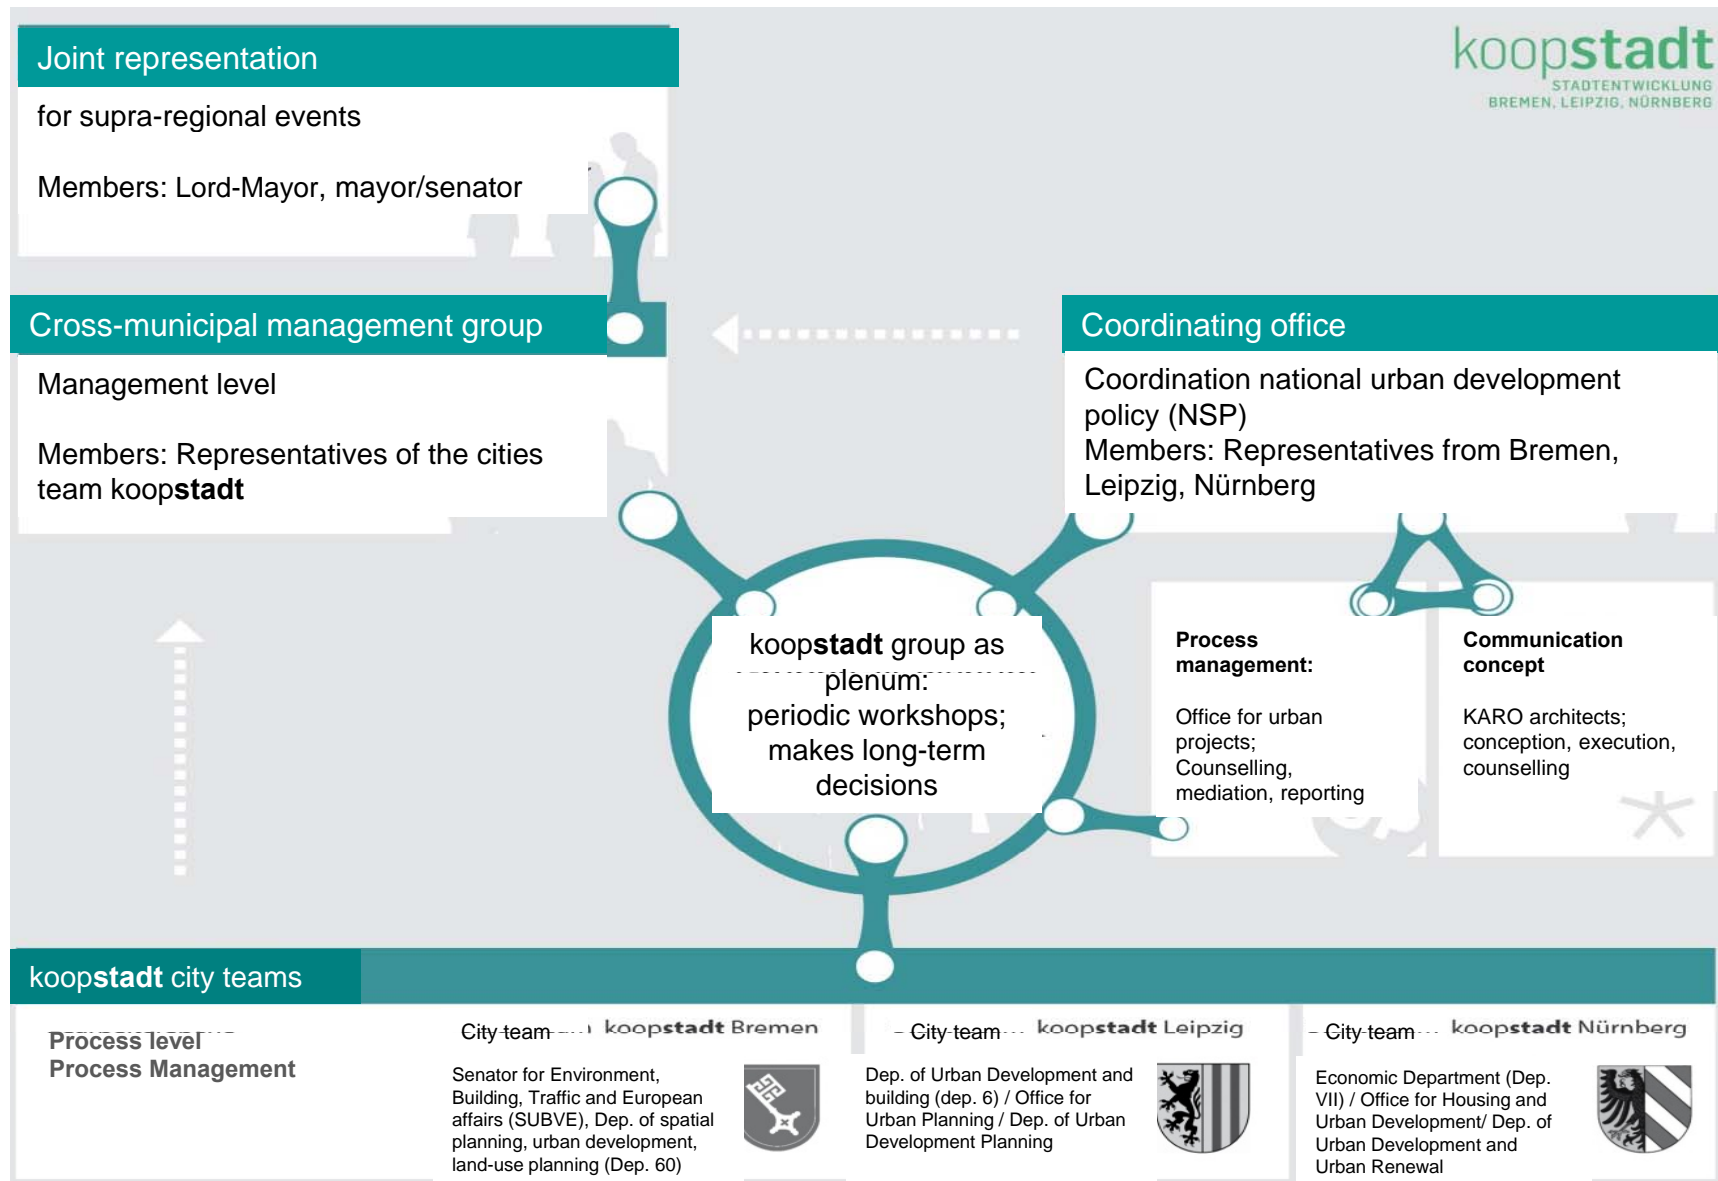 Joint representation
for supra-regional events
Members: Lord-Mayor, mayor/senator
koopstadt
STADTENTWICKLUNG
BREMEN, LEIPZIG, NÜRNBERG
Cross-municipal management group
Management level
Members: Representatives of the cities
team koopstadt
Coordinating office
Coordination national urban development
policy (NSP)
Members: Representatives from Bremen,
Leipzig, Nürnberg
koopstadt group as
plenum:
periodic workshops;
makes long-term
decisions
Process
management:
Office for urban
projects;
Counselling,
mediation, reporting
Communication
concept
KARO architects;
conception, execution,
counselling
koopstadt city teams
Process level
Process Management
City team koopstadt Bremen
Senator for Environment,
Building, Traffic and European
affairs (SUBVE), Dep. of spatial
planning, urban development,
land-use planning (Dep. 60)
City team koopstadt Leipzig
Dep. of Urban Development and
building (dep. 6) / Office for
Urban Planning / Dep. of Urban
Development Planning
City team koopstadt Nürnberg
Economic Department (Dep.
VII) / Office for Housing and
Urban Development/ Dep. of
Urban Development and
Urban Renewal